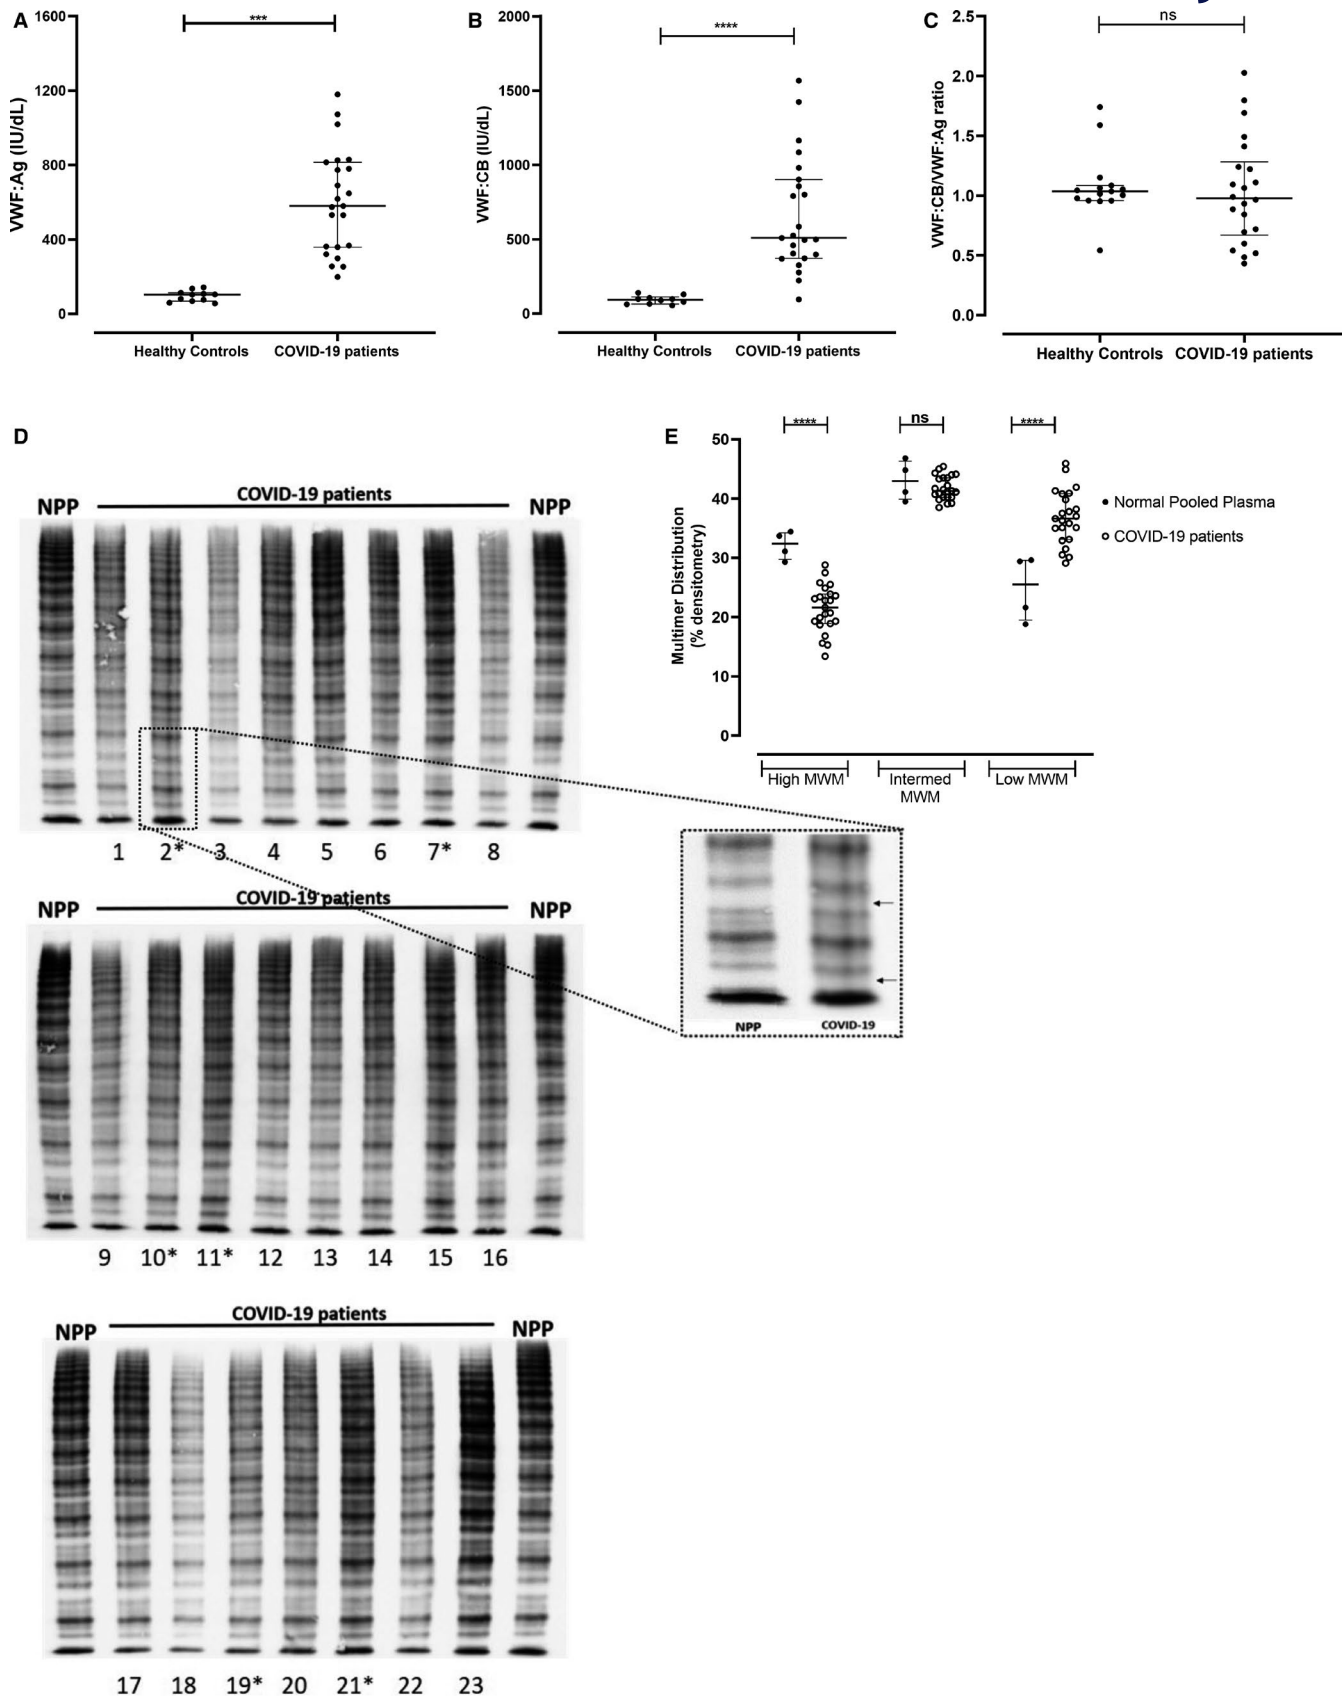 A
VWF:Ag (IU/dL)
1600
1200
800
400
0
***
Healthy Controls
COVID-19 patients
B
VWF:CB (IU/dL)
2000
1500
1000
500
0
****
Healthy Controls
COVID-19 patients
C
VWF:CB/VWF:Ag ratio
2.5
2.0
1.5
1.0
0.5
0.0
ns
Healthy Controls
COVID-19 patients
D
NPP
COVID-19 patients
NPP
1 2* 3 4 5 6 7* 8
NPP
COVID-19 patients
NPP
9 10* 11* 12 13 14 15 16
NPP
COVID-19 patients
NPP
17 18 19* 20 21* 22 23
E
Multimer Distribution
(% densitometry)
50
40
30
20
10
0
****
ns
****
High MWM
Intermed
MWM
Low MWM
Normal Pooled Plasma
COVID-19 patients
NPP
COVID-19